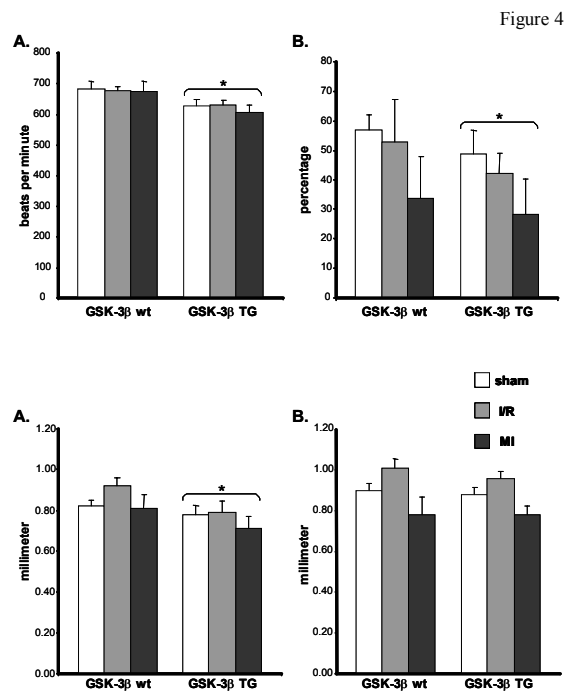 Figure 4
A.
B.
800
700
600
500
400
300
200
100
0
beats per minute
*
GSK-3β wt
GSK-3β TG
80
70
60
50
40
30
20
10
0
percentage
*
GSK-3β wt
GSK-3β TG
sham
I/R
MI
A.
B.
1.20
1.00
0.80
0.60
0.40
0.20
0.00
millimeter
*
GSK-3β wt
GSK-3β TG
1.20
1.00
0.80
0.60
0.40
0.20
0.00
millimeter
GSK-3β wt
GSK-3β TG